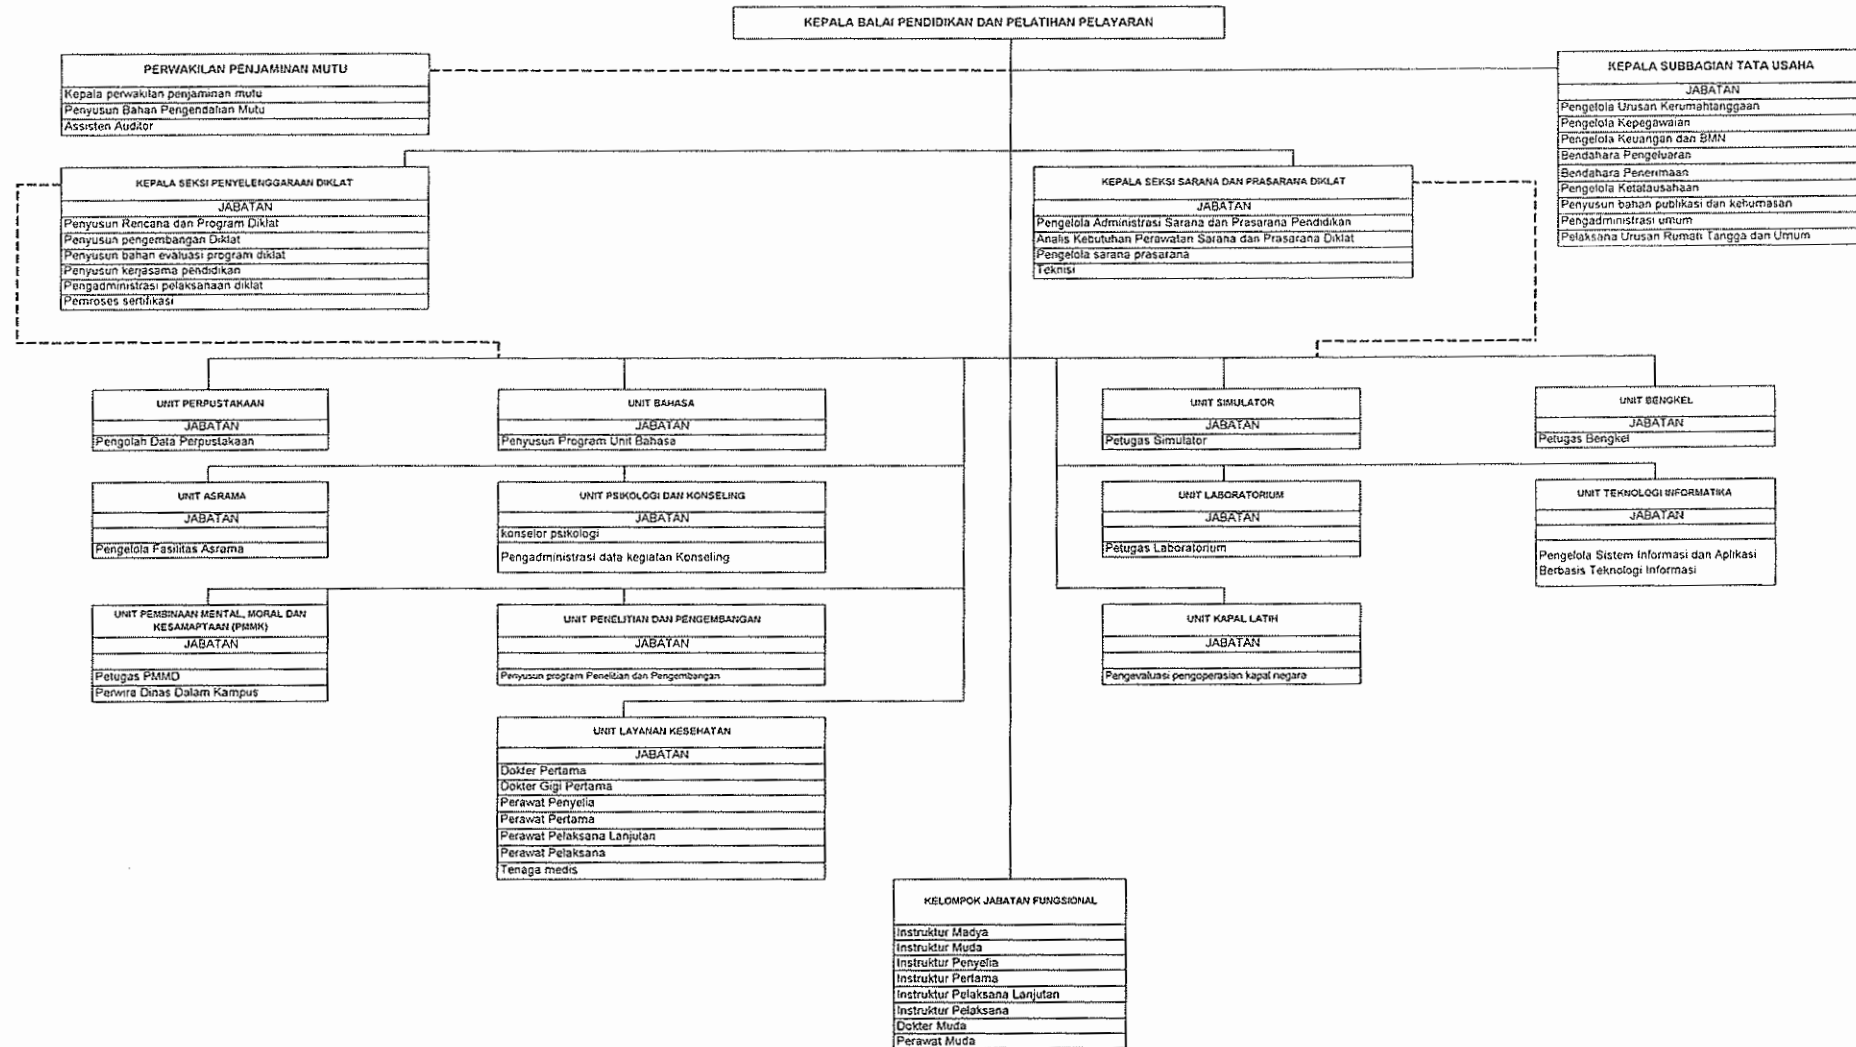 KEPALA BALAI PENDIDIKAN DAN PELATIHAN PELAYARAN
PERWAKILAN PENJAMINAN MUTU
Kepala perwakilan penjaminan mutu
Penyusun Bahan Pengendalian Mutu
Assisten Auditor
KEPALA SUBBAGIAN TATA USAHA
JABATAN
Pengelola Urusan Kerumahtanggaan
Pengelola Kepegawaian
Pengelola Keuangan dan BMN
Bendahara Pengeluaran
Bendahara Penerimaan
Pengelola Ketatausahaan
Penyusun bahan publikasi dan kehumasan
Pengadministrasi umum
Pelaksana Urusan Rumah Tangga dan Umum
KEPALA SEKSI PENYELENGGARAAN DIKLAT
JABATAN
Penyusun Rencana dan Program Diklat
Penyusun pengembangan Diklat
Penyusun bahan evaluasi program diklat
Penyusun kerjasama pendidikan
Pengadministrasi pelaksanaan diklat
Pemroses sertifikasi
KEPALA SEKSI SARANA DAN PRASARANA DIKLAT
JABATAN
Pengelola Administrasi Sarana dan Prasarana Pendidikan
Analis Kebutuhan Perawatan Sarana dan Prasarana Diklat
Pengelola sarana prasarana
Teknisi
UNIT PERPUSTAKAAN
JABATAN
Pengolah Data Perpustakaan
UNIT BAHASA
JABATAN
Penyusun Program Unit Bahasa
UNIT SIMULATOR
JABATAN
Petugas Simulator
UNIT BENGKEL
JABATAN
Petugas Bengkel
UNIT ASRAMA
JABATAN
Pengelola Fasilitas Asrama
UNIT PSIKOLOGI DAN KONSELING
JABATAN
konselor psikologi
Pengadministrasi data kegiatan Konseling
UNIT LABORATORIUM
JABATAN
Petugas Laboratorium
UNIT TEKNOLOGI INFORMATIKA
JABATAN
Pengelola Sistem Informasi dan Aplikasi
Berbasis Teknologi Informasi
UNIT PEMBINAAN MENTAL, MORAL DAN
KESAMAPTAAN (PMMK)
JABATAN
Petugas PMMD
Perwira Dinas Dalam Kampus
UNIT PENELITIAN DAN PENGEMBANGAN
JABATAN
Penyusun program Penelitian dan Pengembangan
UNIT KAPAL LATIH
JABATAN
Pengevaluasi pengoperasian kapal negara
UNIT LAYANAN KESEHATAN
JABATAN
Dokter Pertama
Dokter Gigi Pertama
Perawat Penyelia
Perawat Pertama
Perawat Pelaksana Lanjutan
Perawat Pelaksana
Tenaga medis
KELOMPOK JABATAN FUNGSIONAL
Instruktur Madya
Instruktur Muda
Instruktur Penyelia
Instruktur Pertama
Instruktur Pelaksana Lanjutan
Instruktur Pelaksana
Dokter Muda
Perawat Muda